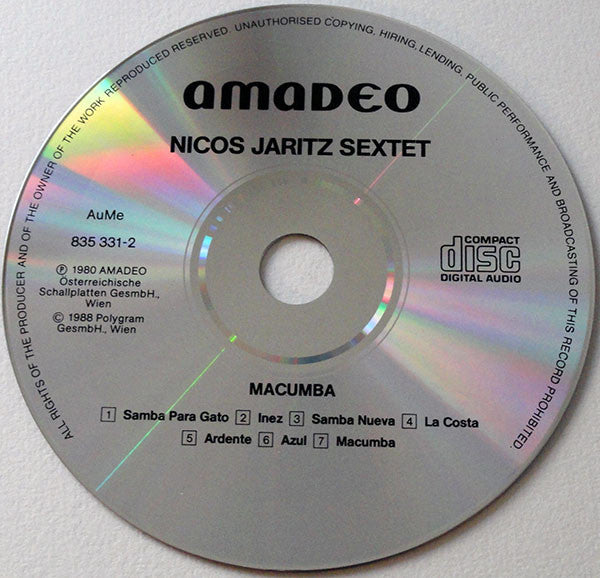 ALL RIGHTS OF THE PRODUCER AND OF THE OWNER OF THE WORK REPRODUCED RESERVED. UNAUTHORISED COPYING, HIRING, LENDING, PUBLIC PERFORMANCE AND BROADCASTING OF THIS RECORD PROHIBITED.
amaDEO
NICOS JARITZ SEXTET
AuMe
835 331-2
℗ 1980 AMADEO
Österreichische
Schallplatten GesmbH.,
Wien
© 1988 Polygram
GesmbH., Wien
COMPACT
disc
DIGITAL AUDIO
MACUMBA
1 Samba Para Gato 2 Inez 3 Samba Nueva 4 La Costa
5 Ardente 6 Azul 7 Macumba